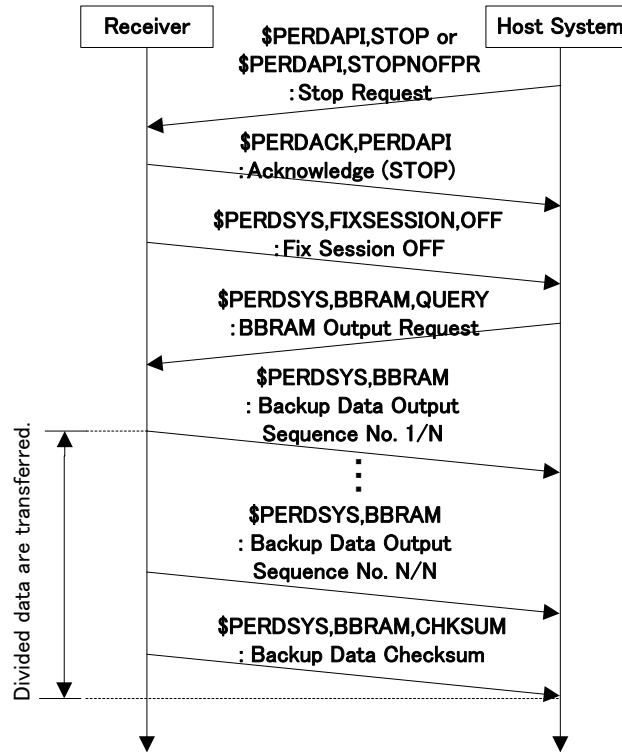 Receiver
Host System
$PERDAPI,STOP or
$PERDAPI,STOPNOFPR
: Stop Request
$PERDACK,PERDAPI
: Acknowledge (STOP)
$PERDSYS,FIXSESSION,OFF
: Fix Session OFF
$PERDSYS,BBRAM,QUERY
: BBRAM Output Request
$PERDSYS,BBRAM
: Backup Data Output
Sequence No. 1/N
$PERDSYS,BBRAM
: Backup Data Output
Sequence No. N/N
$PERDSYS,BBRAM,CHKSUM
: Backup Data Checksum
Divided data are transferred.